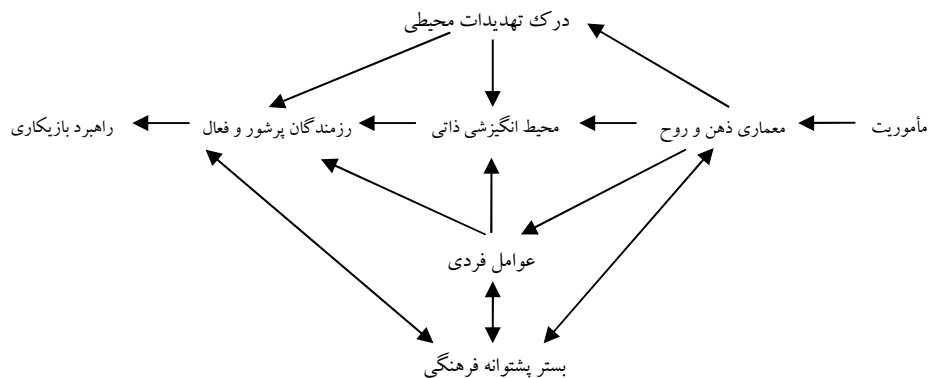 درک تهدیدات محیطی
مأموریت
معماری ذهن و روح
محیط انگیزشی ذاتی
رزمندگان پرشور و فعال
راهبرد بازیکاری
عوامل فردی
بستر پشتوانه فرهنگی